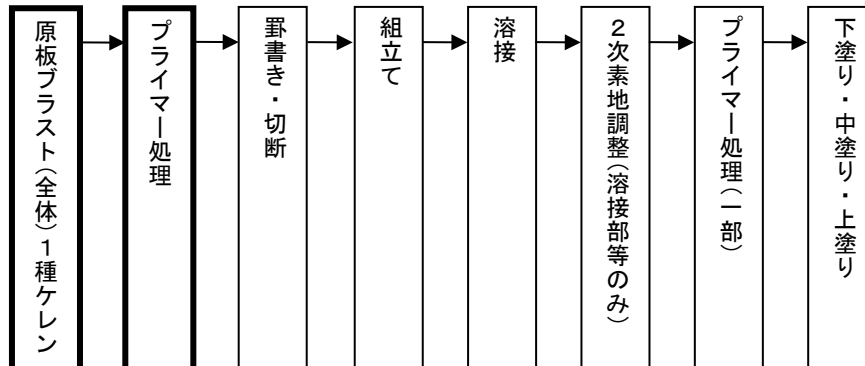 原板ブラスト(全体)1種ケレン
プライマー処理
罫書き・切断
組立て
溶接
2次素地調整(溶接部等のみ)
プライマー処理(一部)
下塗り・中塗り・上塗り